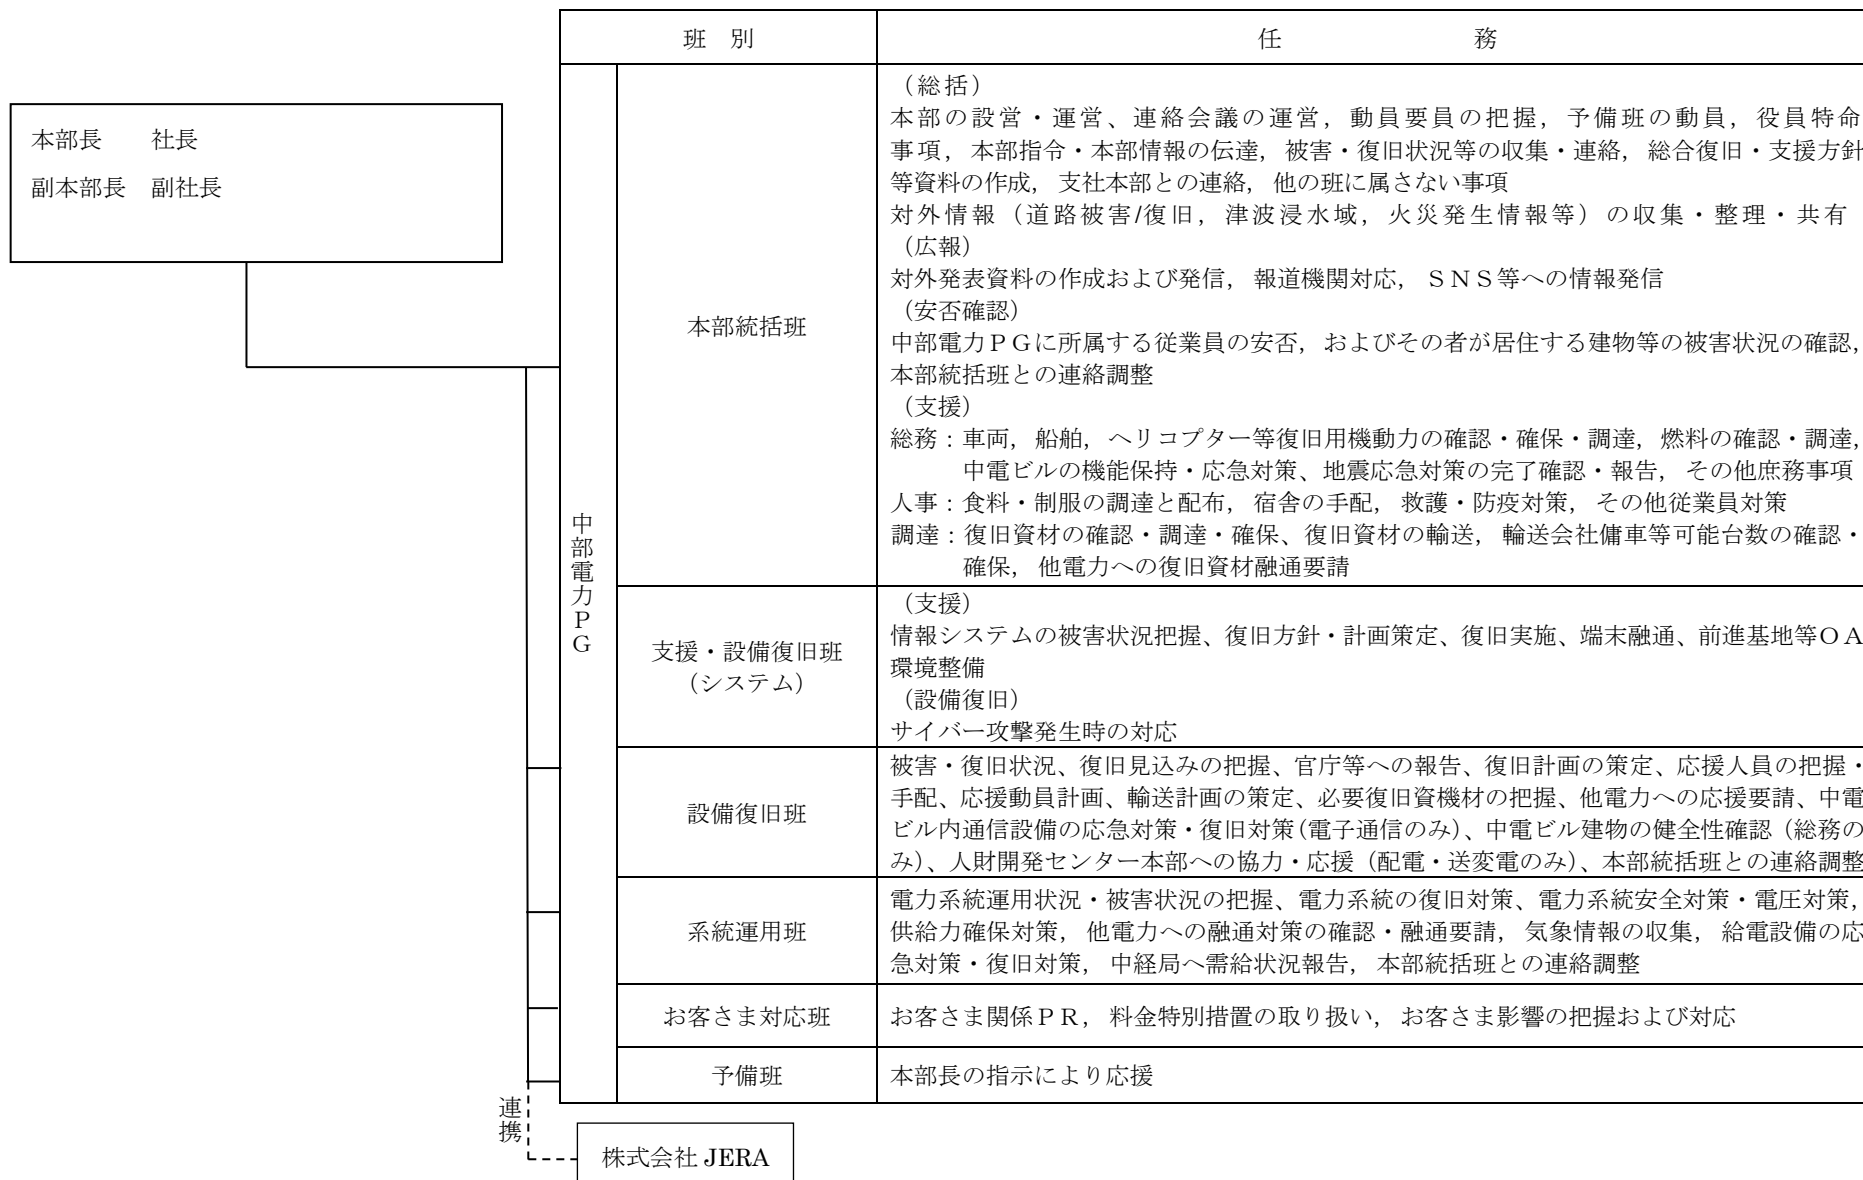 班 別
任 務
本部長 社長
副本部長 副社長
中部電力PG
本部統括班
(総括)
本部の設営・運営、連絡会議の運営,動員要員の把握,予備班の動員,役員特命
事項,本部指令・本部情報の伝達,被害・復旧状況等の収集・連絡,総合復旧・支援方針
等資料の作成,支社本部との連絡,他の班に属さない事項
対外情報(道路被害/復旧,津波浸水域,火災発生情報等)の収集・整理・共有
(広報)
対外発表資料の作成および発信,報道機関対応,SNS等への情報発信
(安否確認)
中部電力PGに所属する従業員の安否,およびその者が居住する建物等の被害状況の確認,
本部統括班との連絡調整
(支援)
総務:車両,船舶,ヘリコプター等復旧用機動力の確認・確保・調達,燃料の確認・調達,
中電ビルの機能保持・応急対策、地震応急対策の完了確認・報告,その他庶務事項
人事:食料・制服の調達と配布,宿舎の手配,救護・防疫対策,その他従業員対策
調達:復旧資材の確認・調達・確保、復旧資材の輸送,輸送会社傭車等可能台数の確認・
確保,他電力への復旧資材融通要請
支援・設備復旧班
(システム)
(支援)
情報システムの被害状況把握、復旧方針・計画策定、復旧実施、端末融通、前進基地等OA
環境整備
(設備復旧)
サイバー攻撃発生時の対応
設備復旧班
被害・復旧状況、復旧見込みの把握、官庁等への報告、復旧計画の策定、応援人員の把握・
手配、応援動員計画、輸送計画の策定、必要復旧資機材の把握、他電力への応援要請、中電
ビル内通信設備の応急対策・復旧対策(電子通信のみ)、中電ビル建物の健全性確認(総務の
み)、人財開発センター本部への協力・応援(配電・送変電のみ)、本部統括班との連絡調整
系統運用班
電力系統運用状況・被害状況の把握、電力系統の復旧対策、電力系統安全対策・電圧対策,
供給力確保対策,他電力への融通対策の確認・融通要請,気象情報の収集,給電設備の応
急対策・復旧対策,中経局へ需給状況報告,本部統括班との連絡調整
お客さま対応班
お客さま関係PR,料金特別措置の取り扱い,お客さま影響の把握および対応
予備班
本部長の指示により応援
連携
株式会社 JERA